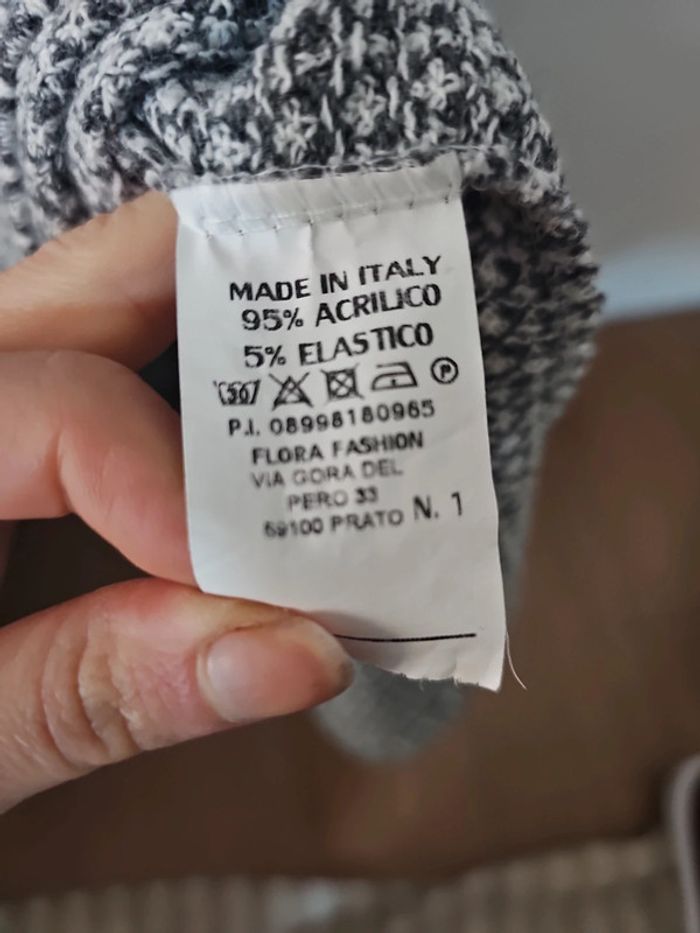 MADE IN ITALY
95% ACRILICO
5% ELASTICO
30 P
P.I. 08998180965
FLORA FASHION
VIA GORA DEL
PERO 33
59100 PRATO N. 1